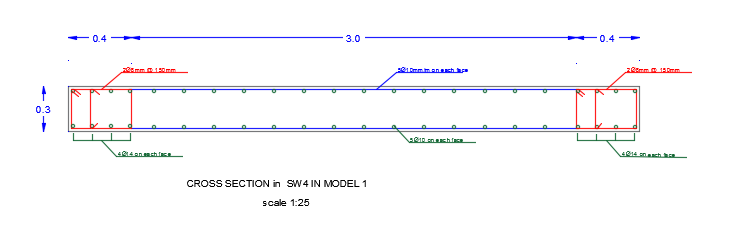 0.4 3.0 0.4
2Ø8mm @ 150mm 5Ø10mm/m on each face 2Ø8mm @ 150mm
0.3
4Ø14 on each face 5Ø10 on each face 4Ø14 on each face
CROSS SECTION in SW4 IN MODEL 1
scale 1:25